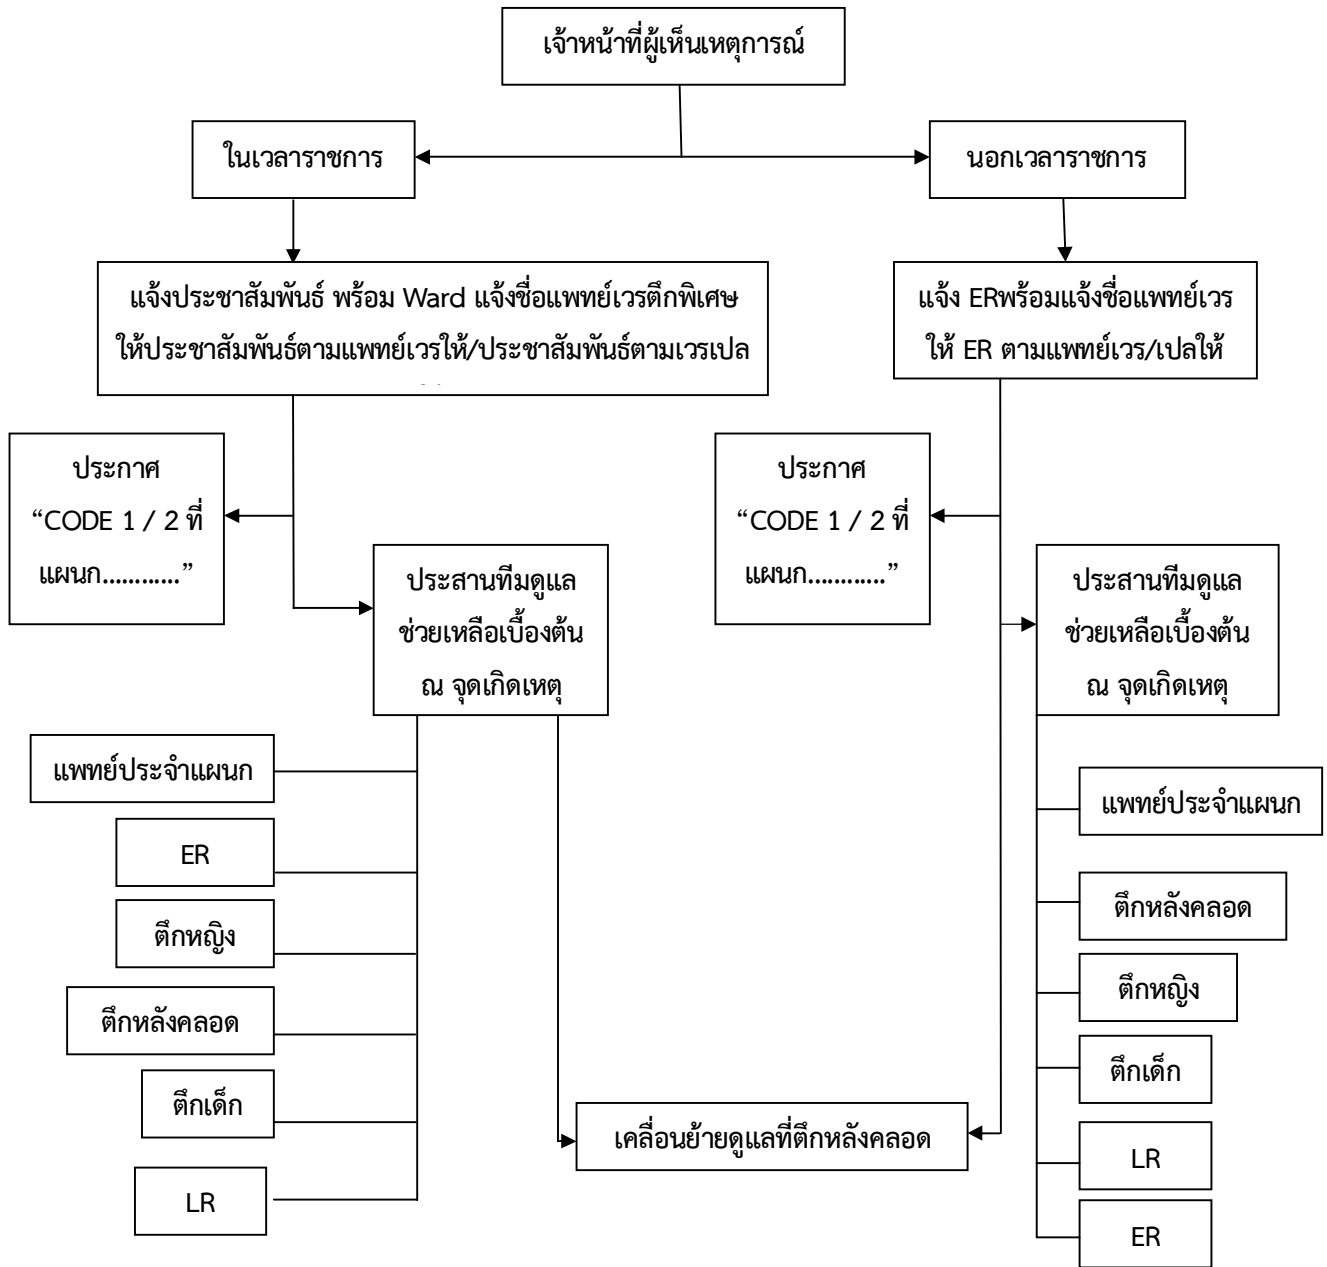 เจ้าหน้าที่ผู้เห็นเหตุการณ์
ในเวลาราชการ
นอกเวลาราชการ
แจ้งประชาสัมพันธ์ พร้อม Ward แจ้งชื่อแพทย์เวรตึกพิเศษ
ให้ประชาสัมพันธ์ตามแพทย์เวรให้/ประชาสัมพันธ์ตามเวรเปล
แจ้ง ERพร้อมแจ้งชื่อแพทย์เวร
ให้ ER ตามแพทย์เวร/เปลให้
ประกาศ
“CODE 1 / 2 ที่
แผนก............”
ประสานทีมดูแล
ช่วยเหลือเบื้องต้น
ณ จุดเกิดเหตุ
ประกาศ
“CODE 1 / 2 ที่
แผนก............”
ประสานทีมดูแล
ช่วยเหลือเบื้องต้น
ณ จุดเกิดเหตุ
แพทย์ประจำแผนก
ER
ตึกหญิง
ตึกหลังคลอด
ตึกเด็ก
LR
เคลื่อนย้ายดูแลที่ตึกหลังคลอด
แพทย์ประจำแผนก
ตึกหลังคลอด
ตึกหญิง
ตึกเด็ก
LR
ER